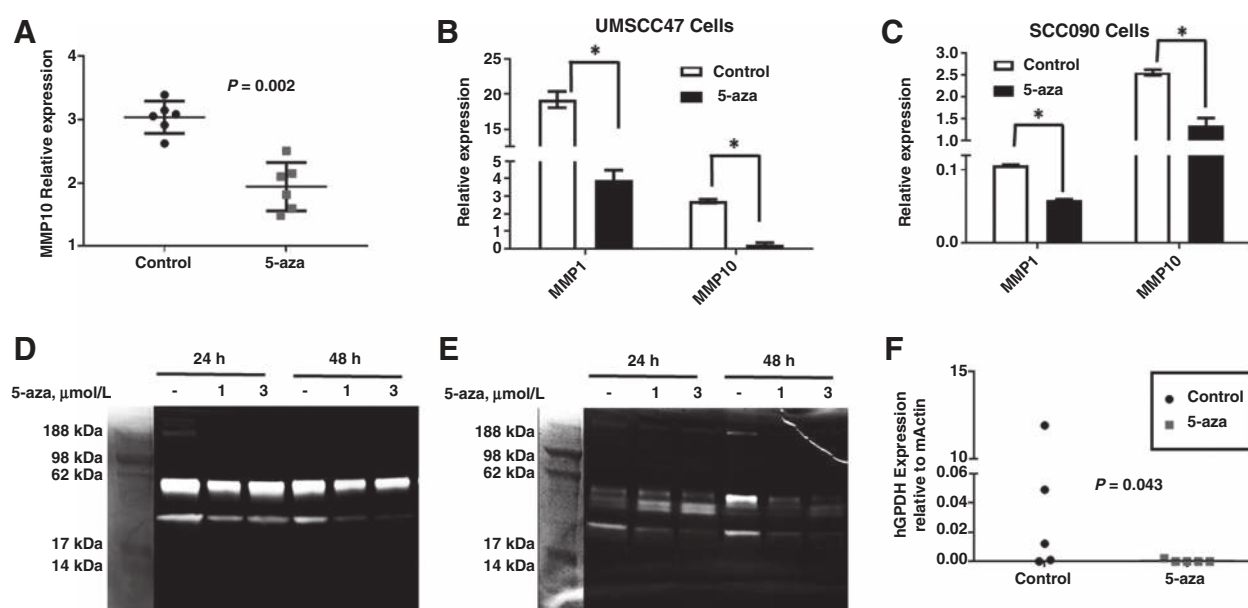 A
MMP10 Relative expression
4
3
2
1
P = 0.002
Control
5-aza
B
UMSCC47 Cells
Relative expression
25
20
15
5
4
3
2
1
0
*
*
Control
5-aza
MMP1
MMP10
C
SCC090 Cells
Relative expression
3.0
2.5
2.0
1.5
1.0
0.5
0.1
0.0
*
*
Control
5-aza
MMP1
MMP10
D
24 h
48 h
5-aza, μmol/L
- 1 3 - 1 3
188 kDa
98 kDa
62 kDa
17 kDa
14 kDa
E
24 h
48 h
5-aza, μmol/L
- 1 3 - 1 3
188 kDa
98 kDa
62 kDa
17 kDa
14 kDa
F
hGPDH Expression
relative to mActin
15
10
0.06
0.04
0.02
0.00
Control
5-aza
P = 0.043
Control
5-aza